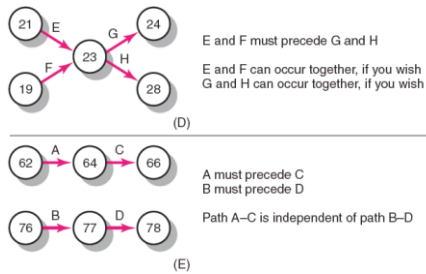 21 E 24
G
E and F must precede G and H
23
H
F
E and F can occur together, if you wish
G and H can occur together, if you wish
19 28
(D)
A C
62 64 66
A must precede C
B must precede D
B D
Path A–C is independent of path B–D
76 77 78
(E)